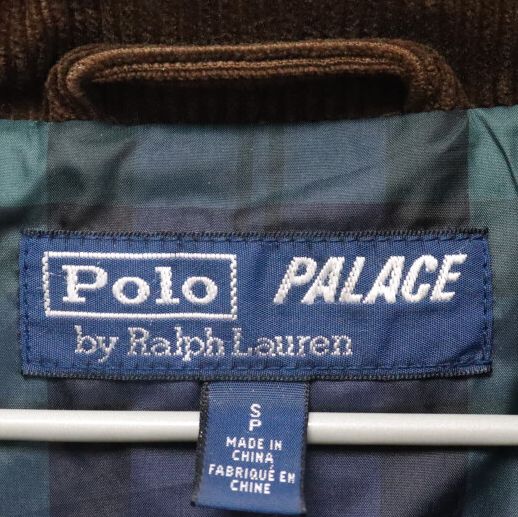 Polo PALACE
by Ralph Lauren
S
P
MADE IN
CHINA
FABRIQUÉ EN
CHINE